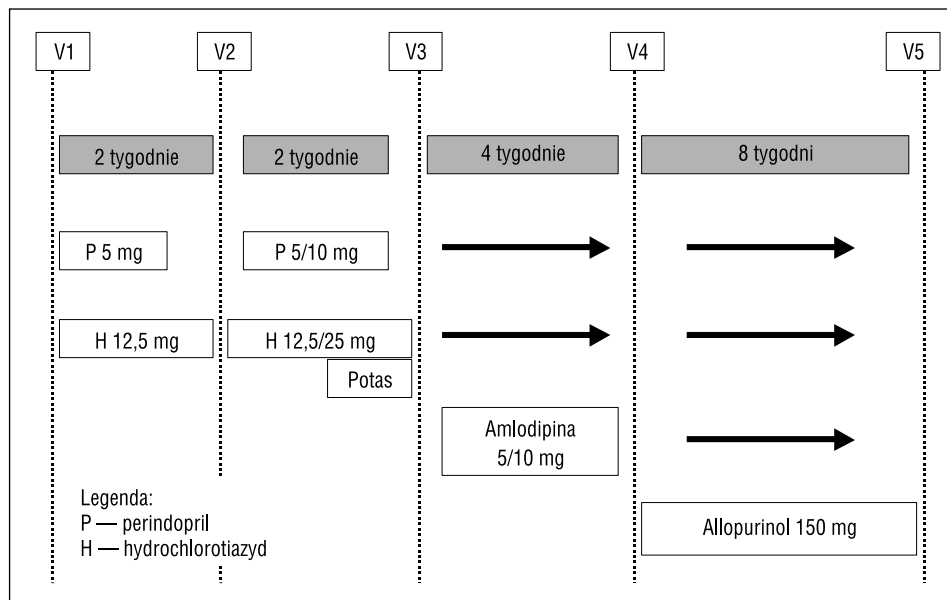 V1
V2
V3
V4
V5
2 tygodnie
2 tygodnie
4 tygodnie
8 tygodni
P 5 mg
P 5/10 mg
H 12,5 mg
H 12,5/25 mg
Potas
Amlodipina
5/10 mg
Legenda:
P — perindopril
H — hydrochlorotiazyd
Allopurinol 150 mg